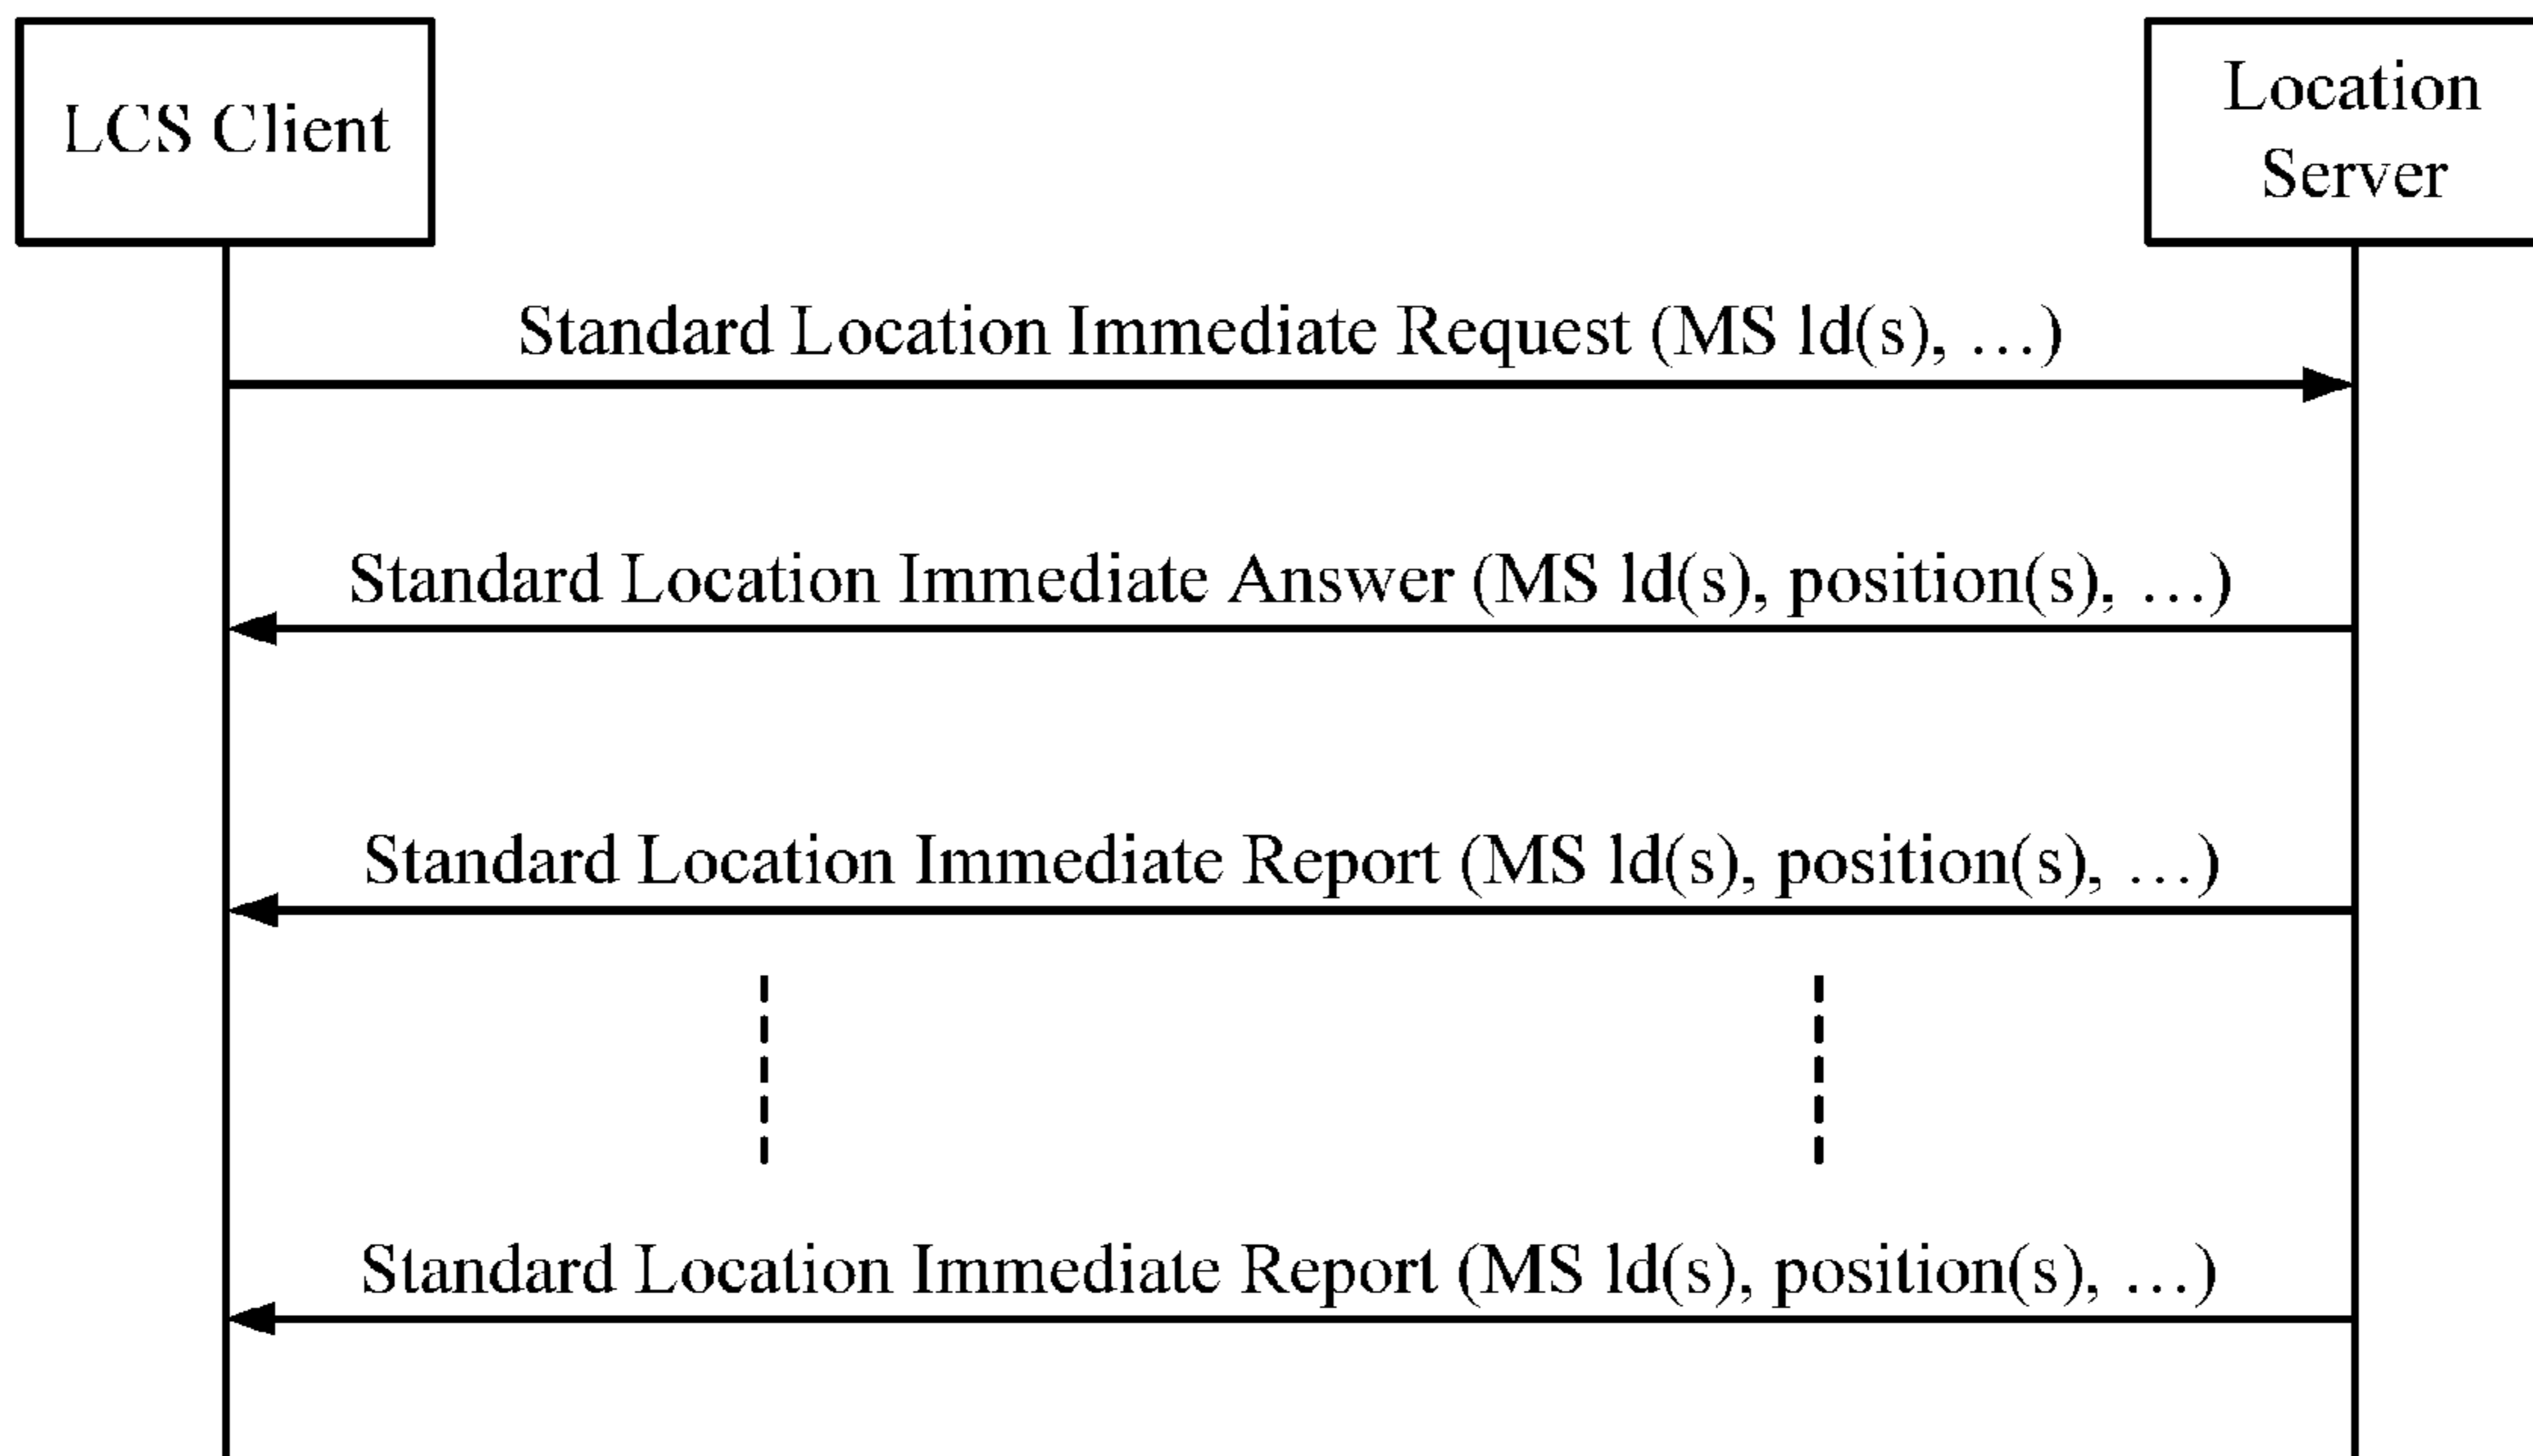 LCS Client
Location
Server
Standard Location Immediate Request (MS ld(s), …)
Standard Location Immediate Answer (MS ld(s), position(s), …)
Standard Location Immediate Report (MS ld(s), position(s), …)
Standard Location Immediate Report (MS ld(s), position(s), …)